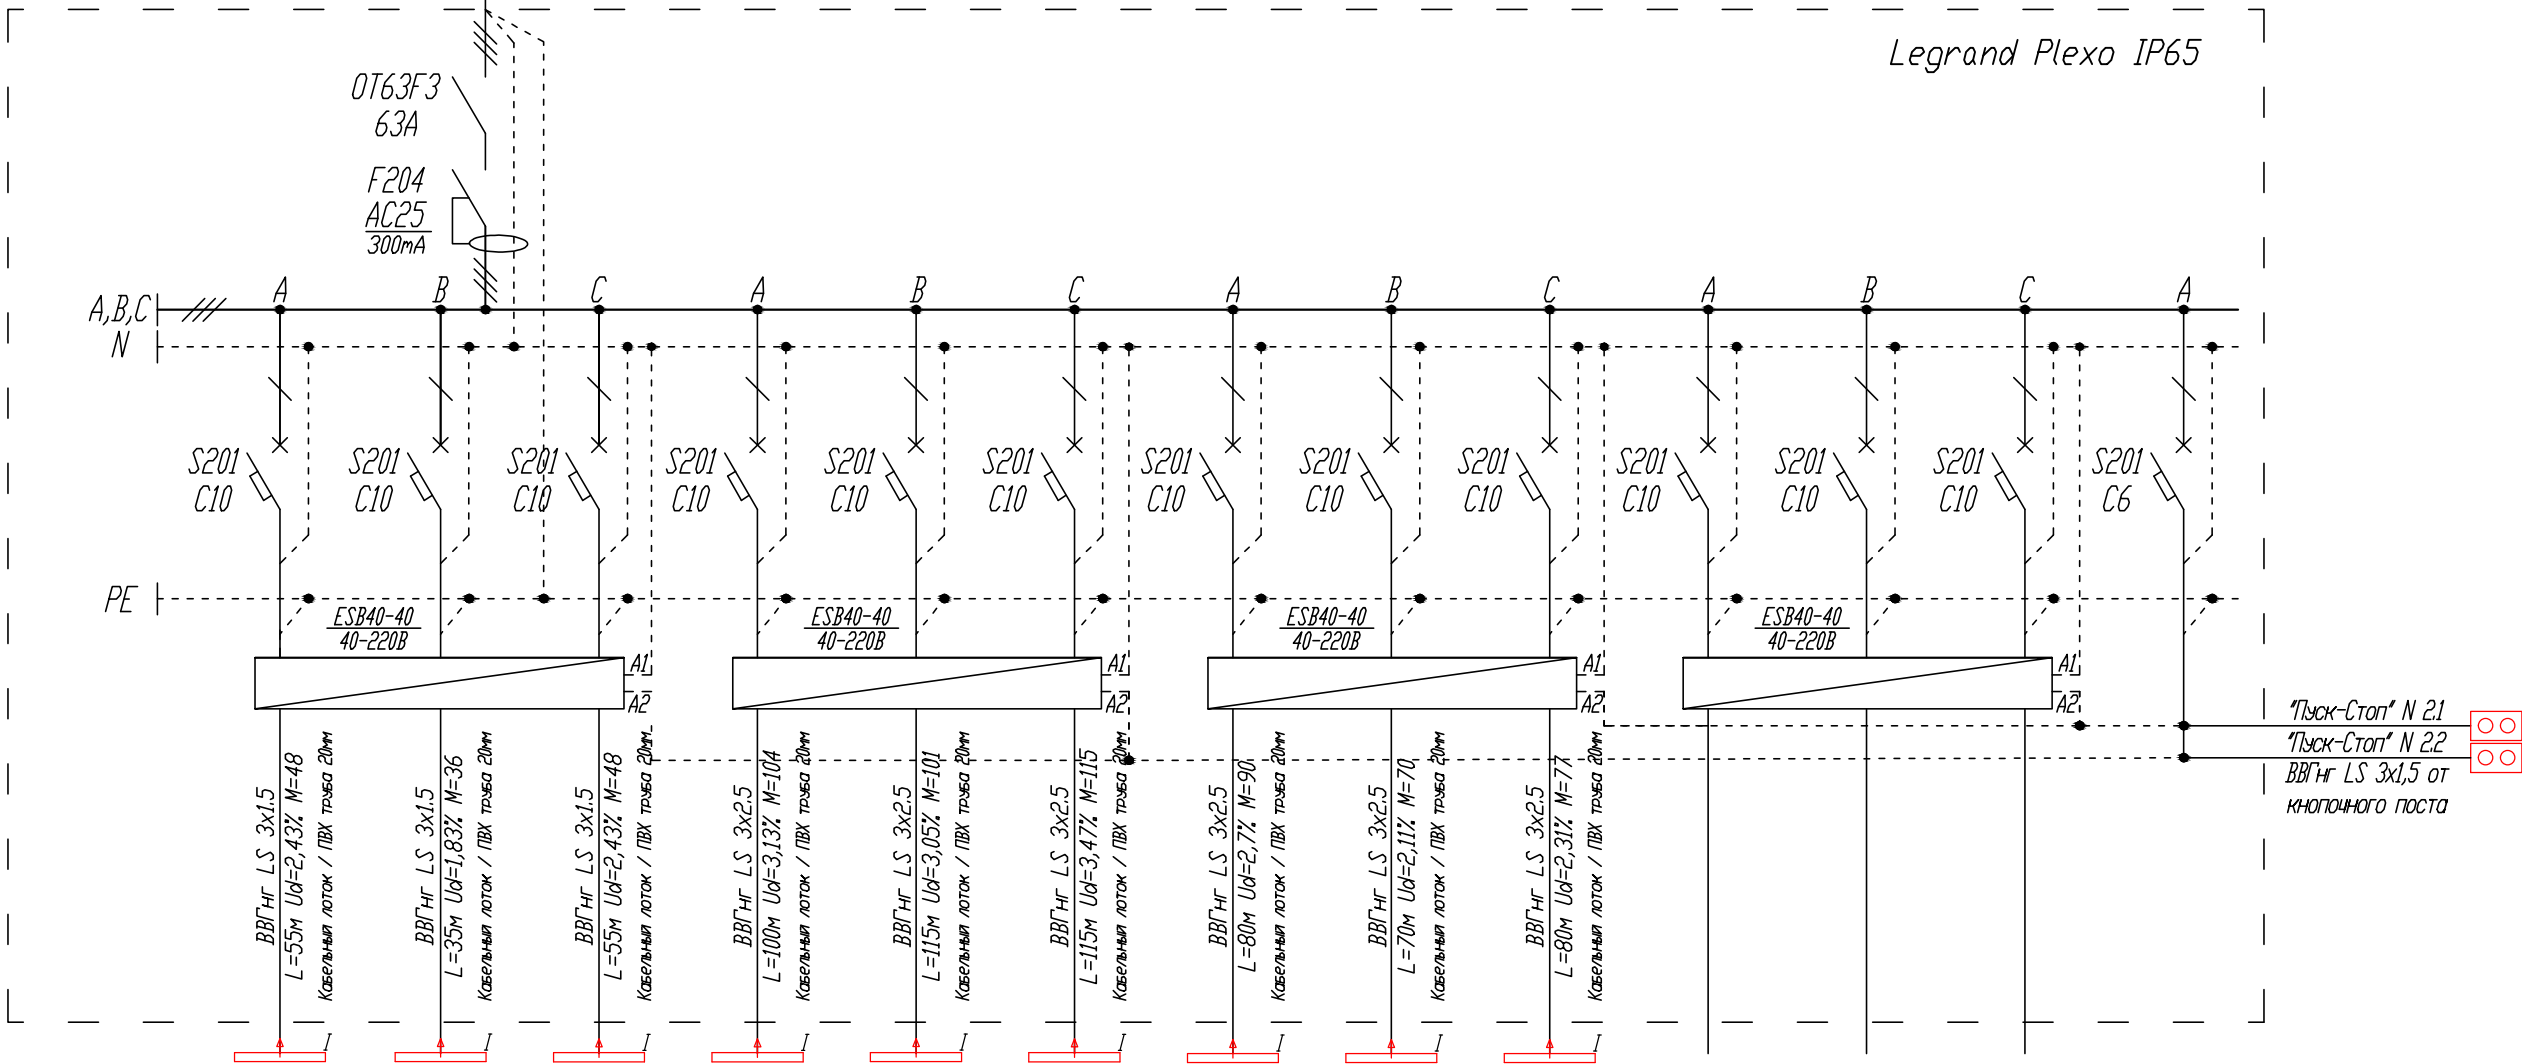 Legrand Plexo IP65
OT63F3
63A
F204
AC25
300mA
A,B,C
N
PE
A
B
C
A
B
C
A
B
C
A
B
C
A
S201
C10
S201
C10
S201
C10
S201
C10
S201
C10
S201
C10
S201
C10
S201
C10
S201
C10
S201
C10
S201
C10
S201
C10
S201
C6
ESB40-40
40-220В
A1
A2
ESB40-40
40-220В
A1
A2
ESB40-40
40-220В
A1
A2
ESB40-40
40-220В
A1
A2
"Пуск-Стоп" N 2.1
"Пуск-Стоп" N 2.2
ВВГнг LS 3x1,5 от
кнопочного поста
ВВГнг LS 3x1.5
L=55м Ud=2,43% M=48
Кабельный лоток / ПВХ труба 20мм
ВВГнг LS 3x1.5
L=35м Ud=1,83% M=36
Кабельный лоток / ПВХ труба 20мм
ВВГнг LS 3x1.5
L=55м Ud=2,43% M=48
Кабельный лоток / ПВХ труба 20мм
ВВГнг LS 3x2.5
L=100м Ud=3,13% M=104
Кабельный лоток / ПВХ труба 20мм
ВВГнг LS 3x2.5
L=115м Ud=3,05% M=101
Кабельный лоток / ПВХ труба 20мм
ВВГнг LS 3x2.5
L=115м Ud=3,47% M=115
Кабельный лоток / ПВХ труба 20мм
ВВГнг LS 3x2.5
L=80м Ud=2,7% M=90
Кабельный лоток / ПВХ труба 20мм
ВВГнг LS 3x2.5
L=70м Ud=2,11% M=70
Кабельный лоток / ПВХ труба 20мм
ВВГнг LS 3x2.5
L=80м Ud=2,31% M=77
Кабельный лоток / ПВХ труба 20мм
I
I
I
I
I
I
I
I
I